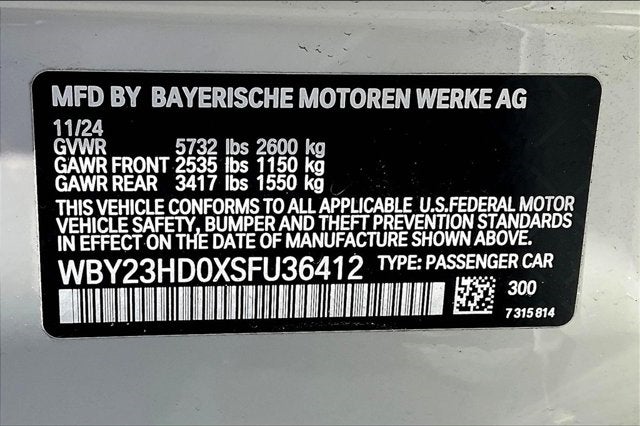 MFD BY BAYERISCHE MOTOREN WERKE AG
11/24
GVWR 5732 lbs 2600 kg
GAWR FRONT 2535 lbs 1150 kg
GAWR REAR 3417 lbs 1550 kg
THIS VEHICLE CONFORMS TO ALL APPLICABLE U.S.FEDERAL MOTOR
VEHICLE SAFETY, BUMPER AND THEFT PREVENTION STANDARDS
IN EFFECT ON THE DATE OF MANUFACTURE SHOWN ABOVE.
WBY23HD0XSFU36412 TYPE: PASSENGER CAR
300
7 315 814